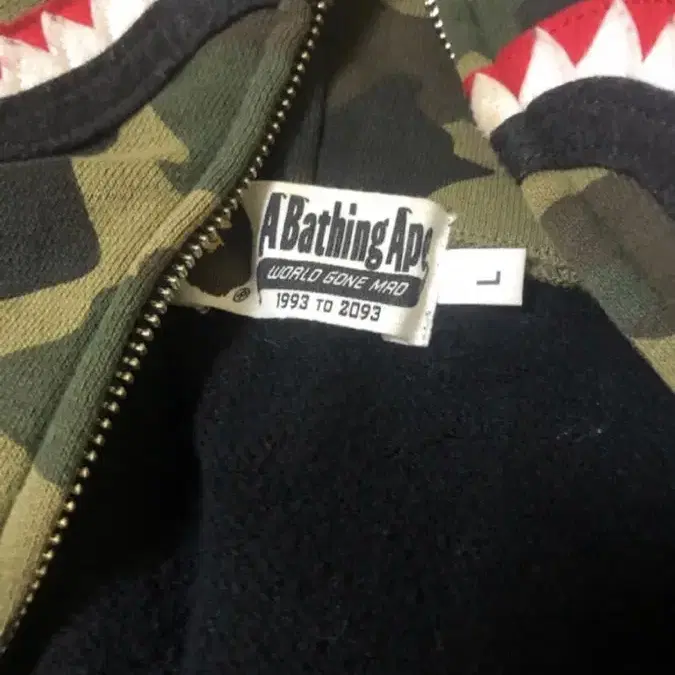 A Bathing Ape
WORLD GONE MAD
1993 TO 2093
L